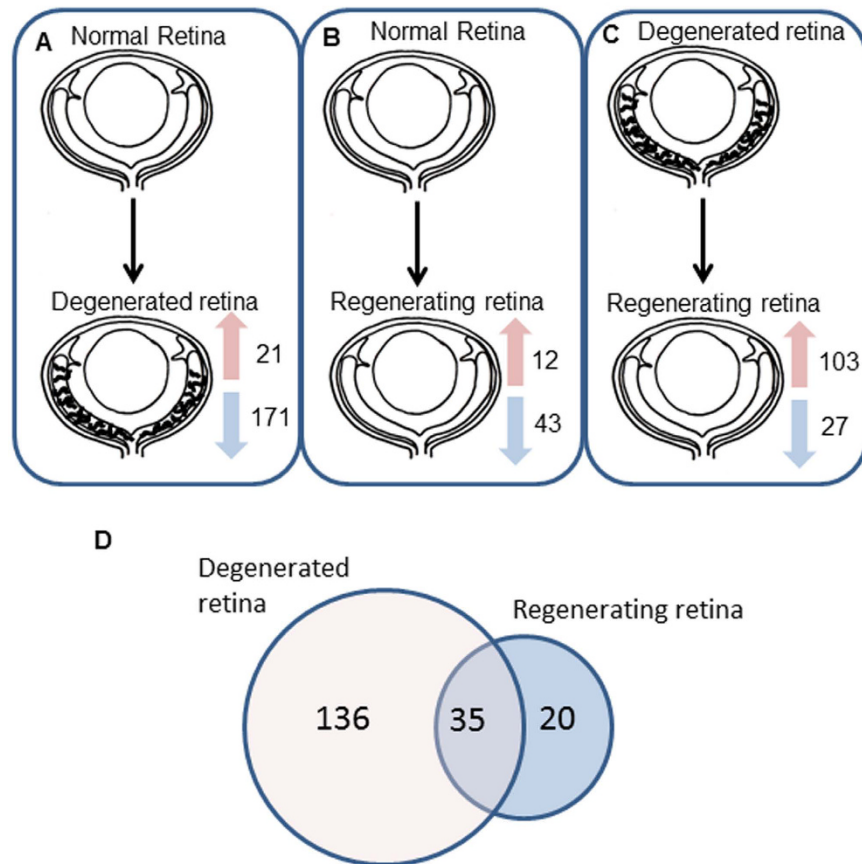 A Normal Retina
Degenerated retina
21
171
B Normal Retina
Regenerating retina
12
43
C Degenerated retina
Regenerating retina
103
27
D
Degenerated
retina
Regenerating retina
136
35
20